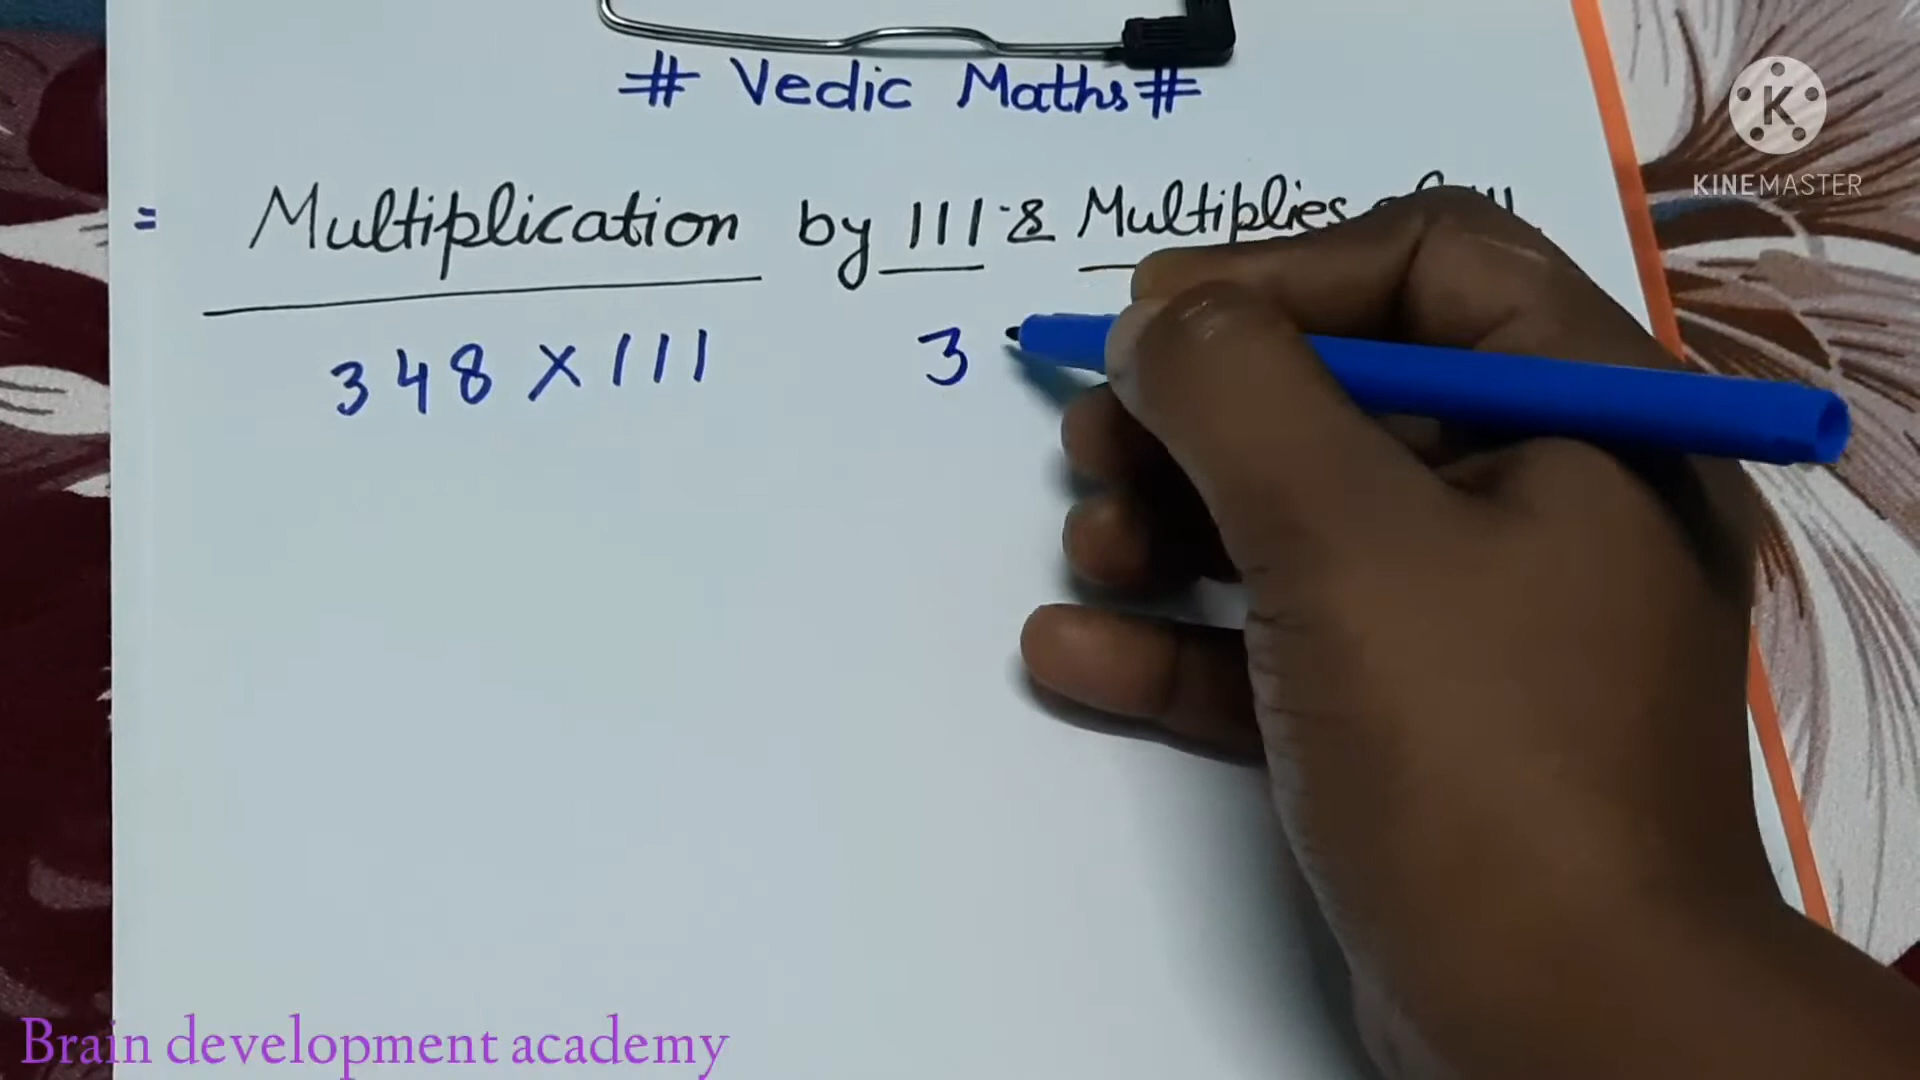 # Vedic Maths #
= Multiplication by 111 & Multiplies
348 × 111 3
KINEMASTER
Brain development academy